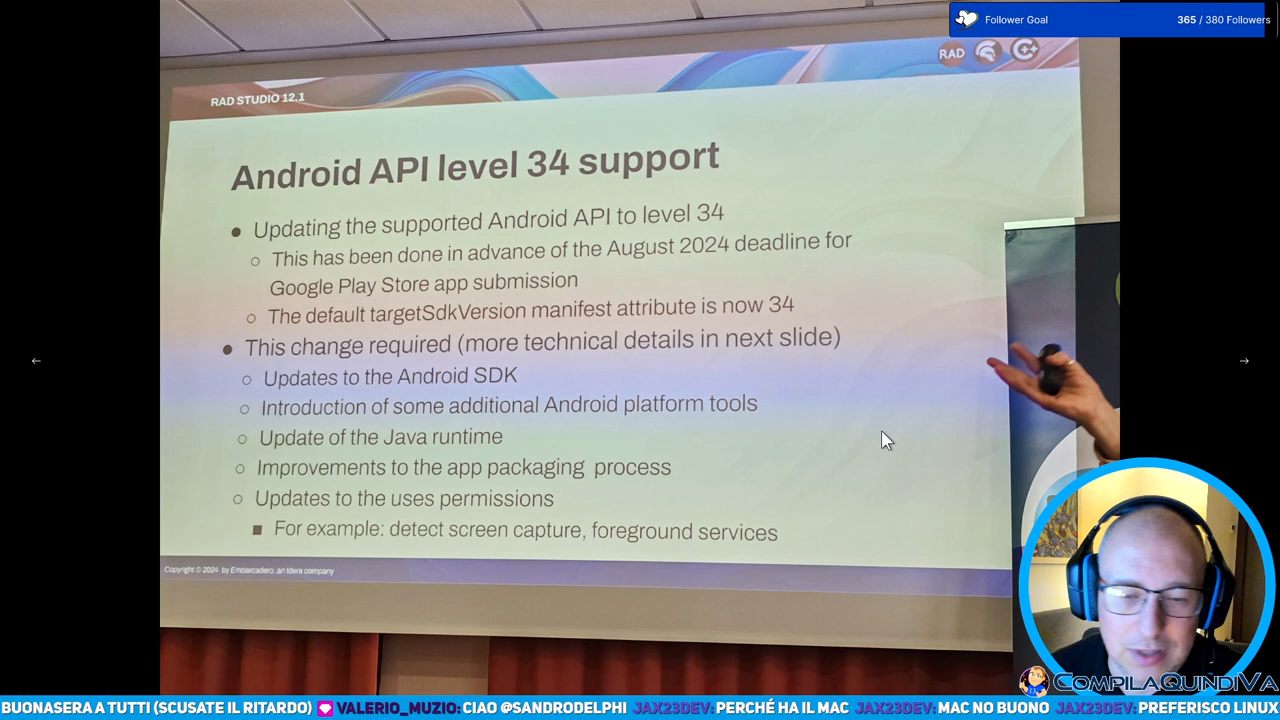 Follower Goal
365 / 380 Followers
RAD
RAD STUDIO 12.1
Android API level 34 support
Updating the supported Android API to level 34
This has been done in advance of the August 2024 deadline for
Google Play Store app submission
The default targetSdkVersion manifest attribute is now 34
This change required (more technical details in next slide)
Updates to the Android SDK
Introduction of some additional Android platform tools
Update of the Java runtime
Improvements to the app packaging process
Updates to the uses permissions
For example: detect screen capture, foreground services
Copyright © 2024 by Embarcadero, an Idera company
COMPILAQUINDIVA
BUONASERA A TUTTI (SCUSATE IL RITARDO) VALERIO_MUZIO: CIAO @SANDRODELPHI JAX23DEV: PERCHÉ HA IL MAC JAX23DEV: MAC NO BUONO JAX23DEV: PREFERISCO LINUX